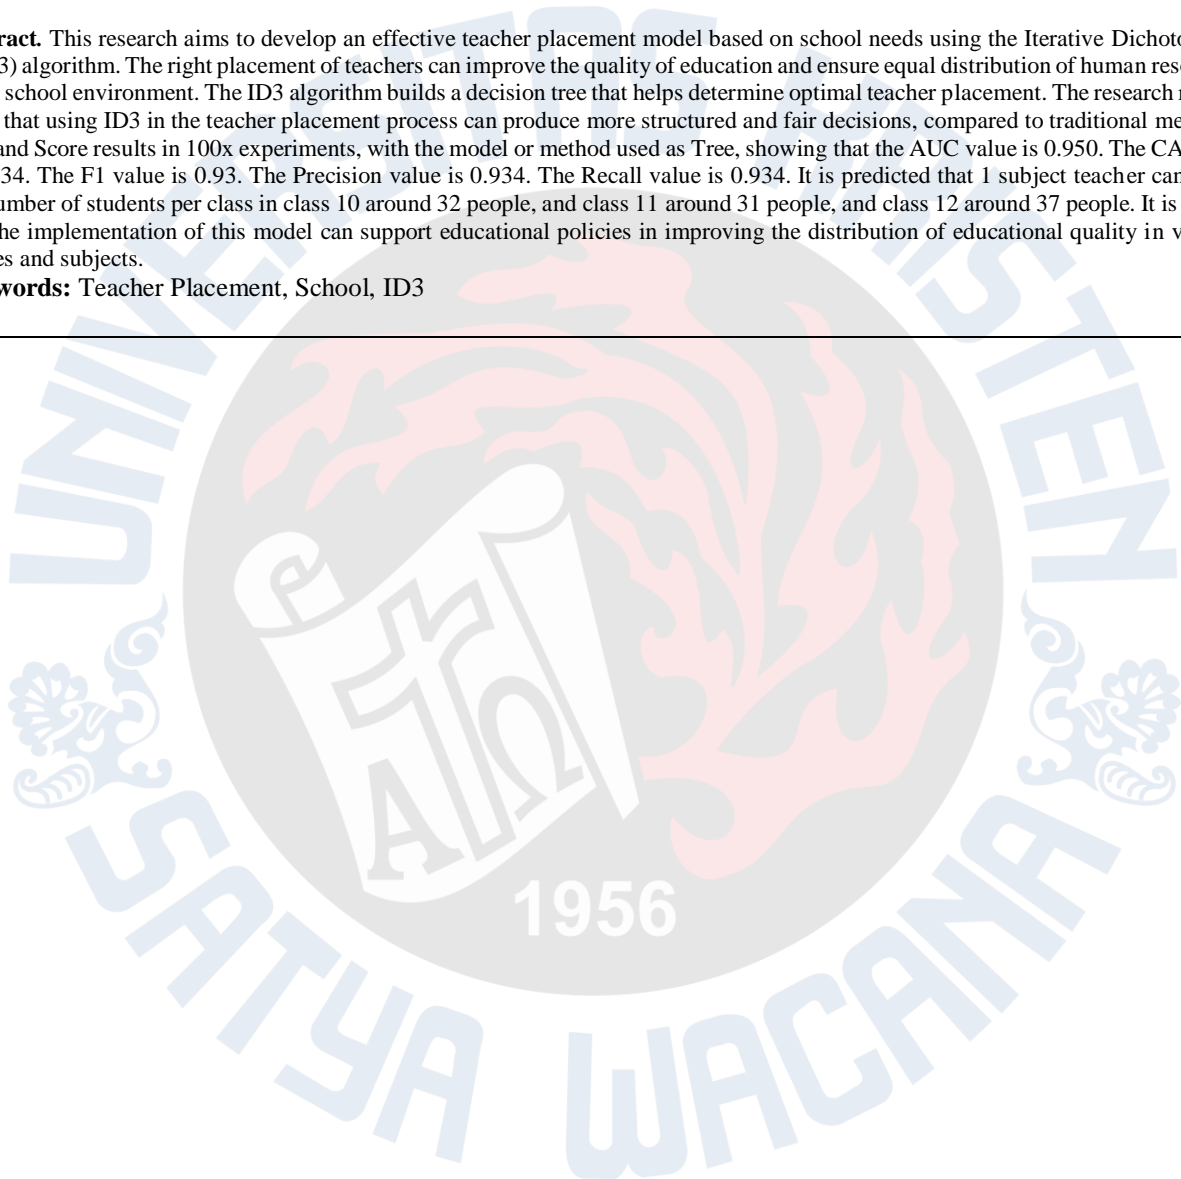 ract. This research aims to develop an effective teacher placement model based on school needs using the Iterative Dichoto
3) algorithm. The right placement of teachers can improve the quality of education and ensure equal distribution of human reso
school environment. The ID3 algorithm builds a decision tree that helps determine optimal teacher placement. The research r
that using ID3 in the teacher placement process can produce more structured and fair decisions, compared to traditional me
and Score results in 100x experiments, with the model or method used as Tree, showing that the AUC value is 0.950. The CA
34. The F1 value is 0.93. The Precision value is 0.934. The Recall value is 0.934. It is predicted that 1 subject teacher can
umber of students per class in class 10 around 32 people, and class 11 around 31 people, and class 12 around 37 people. It is
he implementation of this model can support educational policies in improving the distribution of educational quality in v
es and subjects.
words: Teacher Placement, School, ID3
UNIVERSITAS KRISTEN
ΑΩ
1956
SATYA WACANA